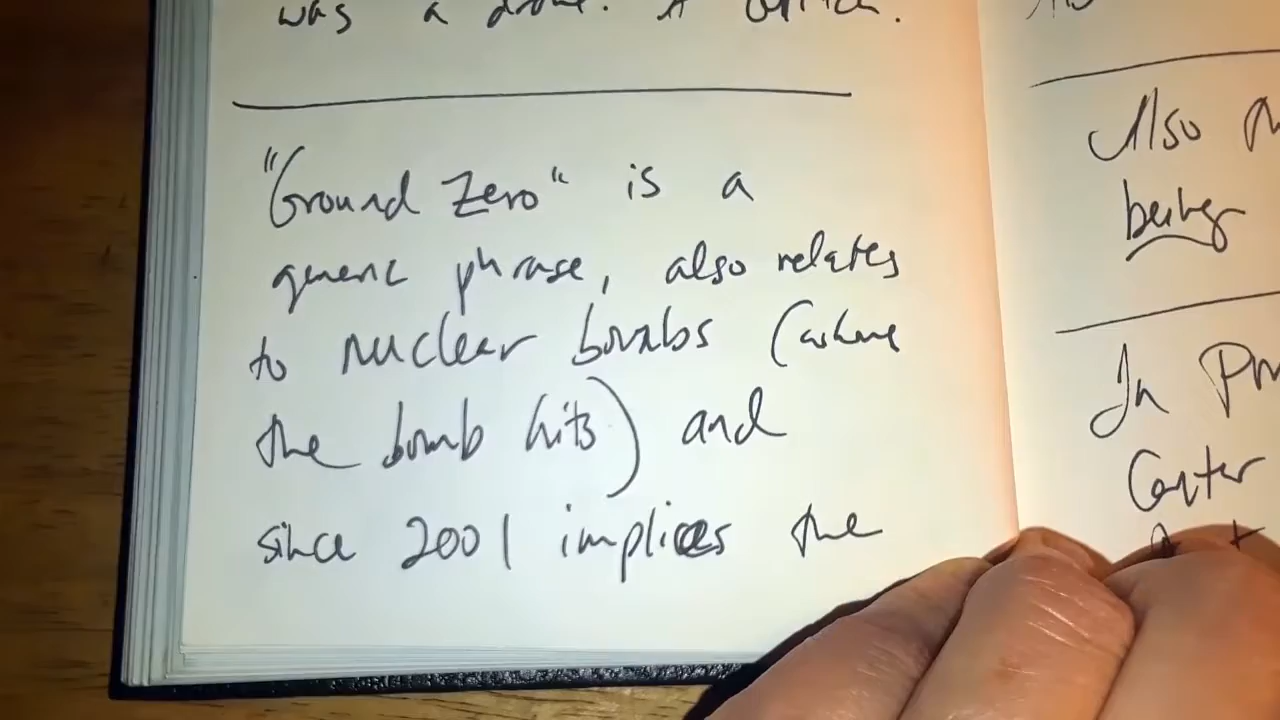 was a
"Ground Zero" is a
generic phrase, also relates
to nuclear bombs (where
the bomb hits) and
since 2001 implies the
Also
being
In
Center